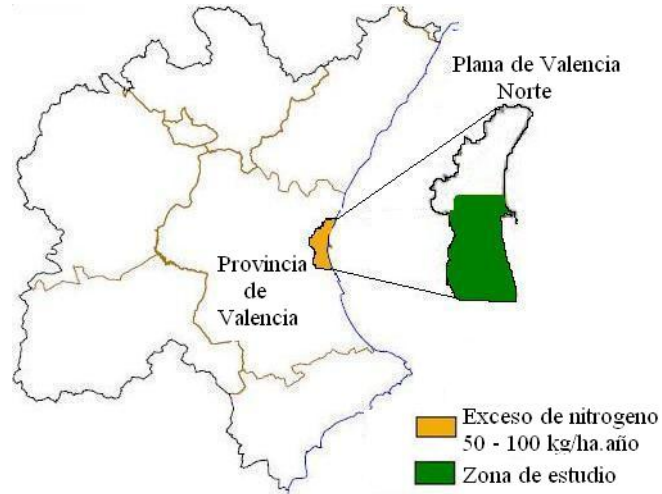 Plana de Valencia
Norte
Provincia
de
Valencia
Exceso de nitrogeno
50 - 100 kg/ha.año
Zona de estudio